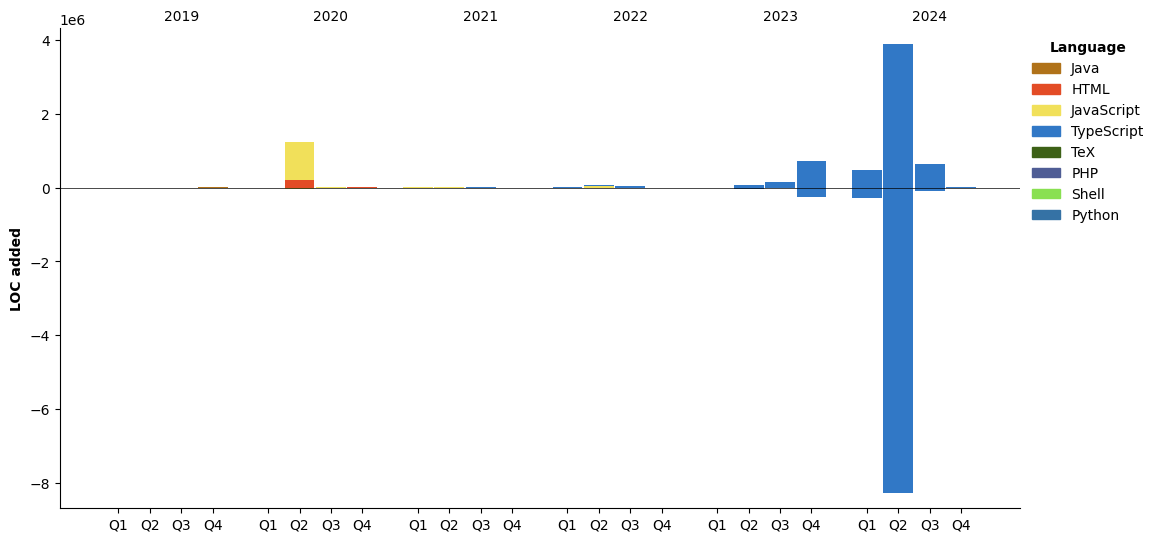 2019 2020 2021 2022 2023 2024
1e6
4
2
0
−2
−4
−6
−8
LOC added
Q1 Q2 Q3 Q4 Q1 Q2 Q3 Q4 Q1 Q2 Q3 Q4 Q1 Q2 Q3 Q4 Q1 Q2 Q3 Q4 Q1 Q2 Q3 Q4
Language
Java
HTML
JavaScript
TypeScript
TeX
PHP
Shell
Python